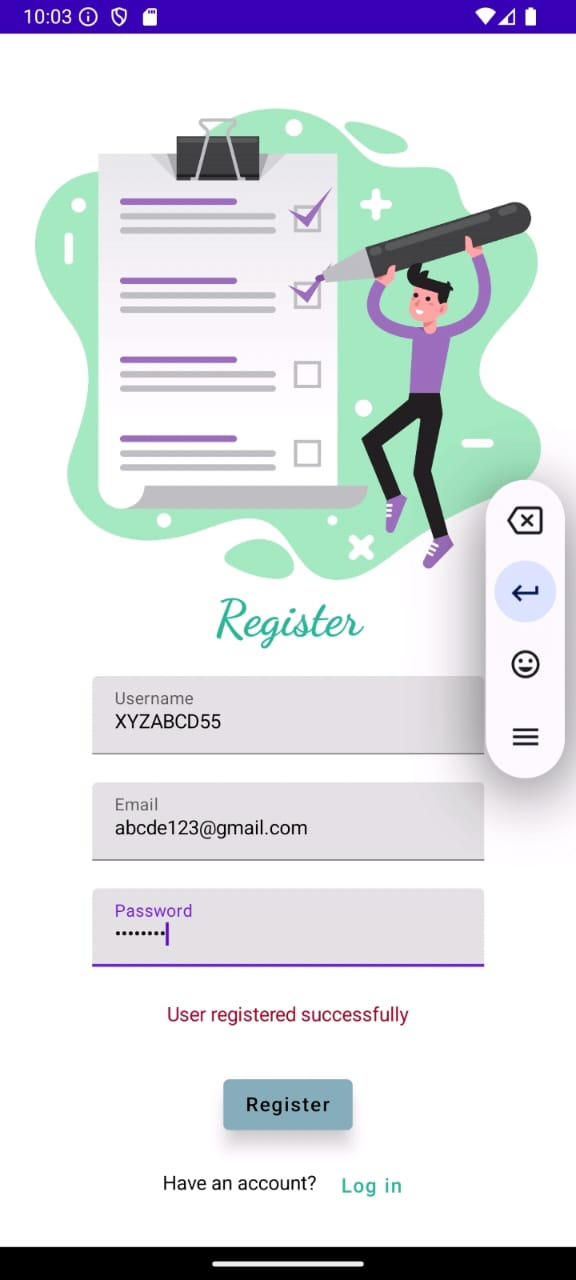 10:03
Register
Username
XYZABCD55
Email
abcde123@gmail.com
Password
••••••••
User registered successfully
Register
Have an account? Log in